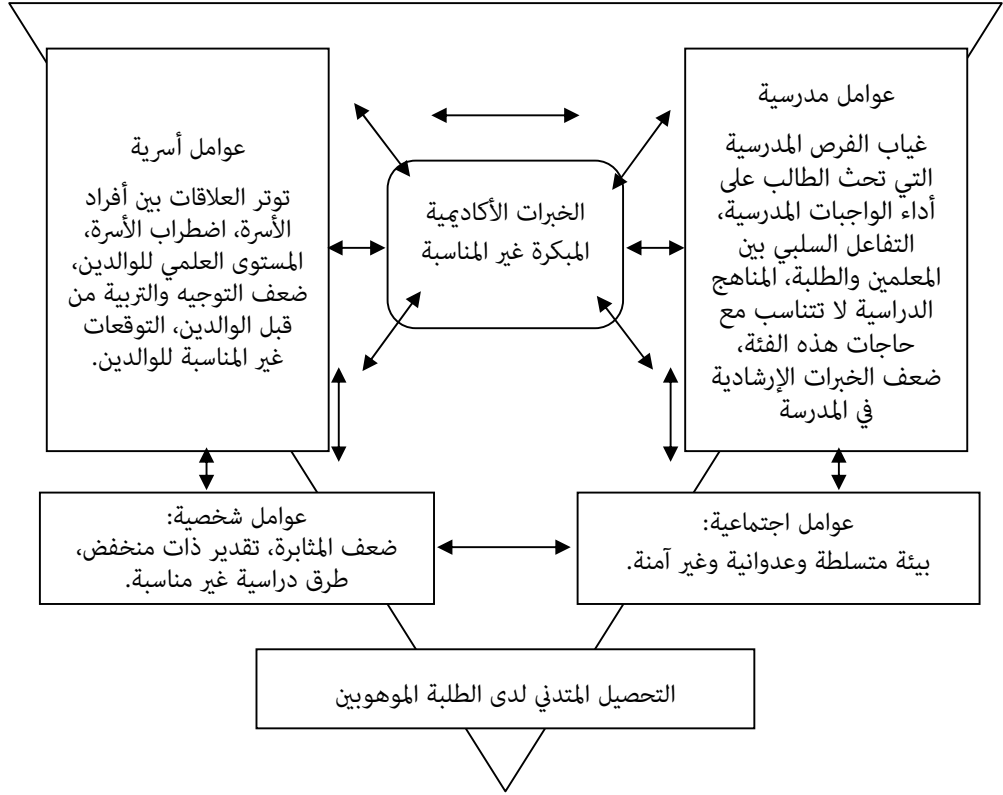 عوامل مدرسية
غياب الفرص المدرسية
التي تحث الطالب على
أداء الواجبات المدرسية،
التفاعل السلبي بين
المعلمين والطلبة، المناهج
الدراسية لا تتناسب مع
حاجات هذه الفئة،
ضعف الخبرات الإرشادية
في المدرسة
الخبرات الأكاديمية
المبكرة غير المناسبة
عوامل أسرية
توتر العلاقات بين أفراد
الأسرة، اضطراب الأسرة،
المستوى العلمي للوالدين،
ضعف التوجيه والتربية من
قبل الوالدين، التوقعات
غير المناسبة للوالدين.
عوامل اجتماعية:
بيئة متسلطة وعدوانية وغير آمنة.
عوامل شخصية:
ضعف المثابرة، تقدير ذات منخفض،
طرق دراسية غير مناسبة.
التحصيل المتدني لدى الطلبة الموهوبين